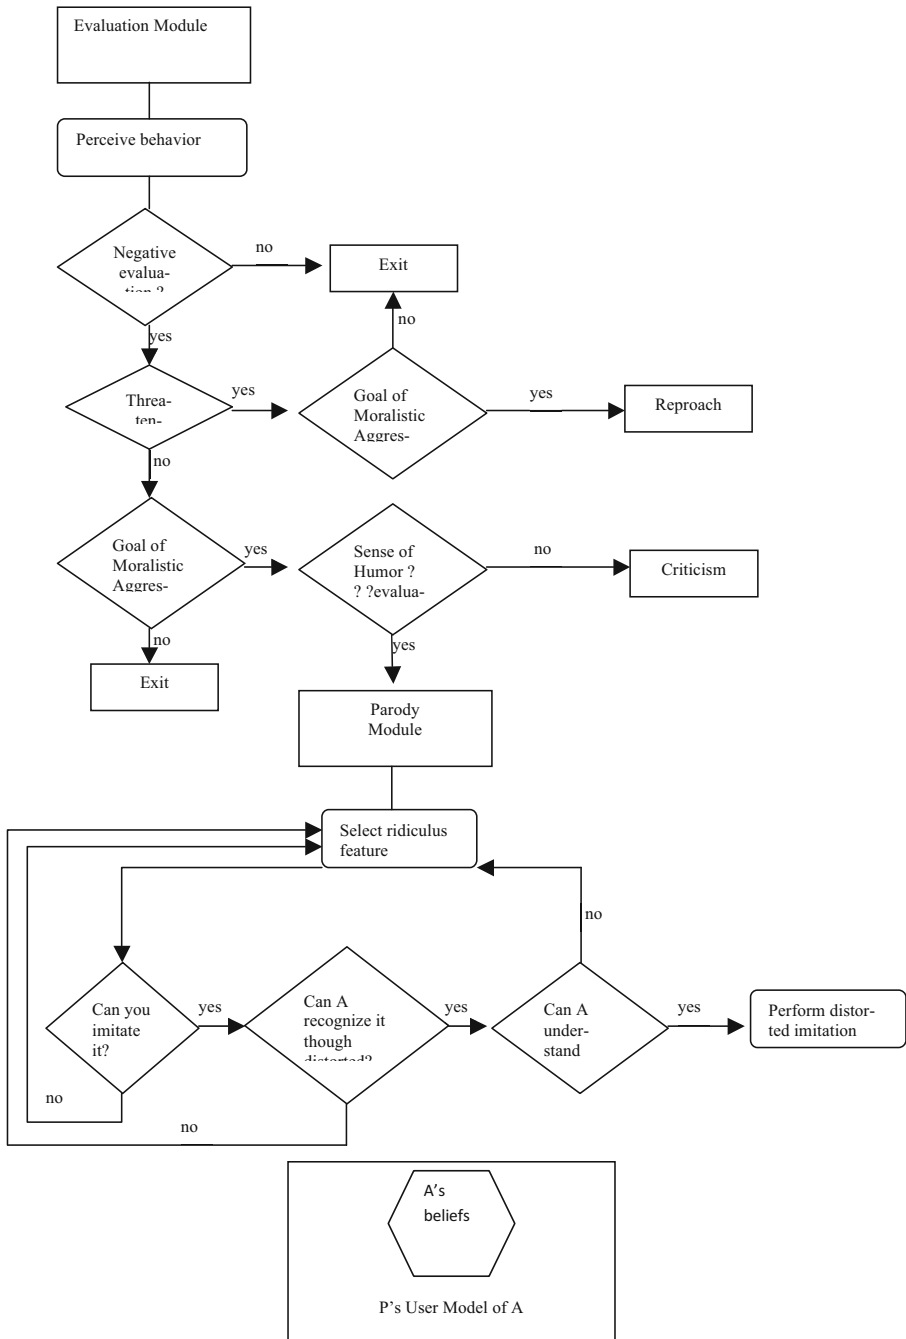 Evaluation Module
Perceive behavior
Negative
evalua-
tion ?
no
Exit
yes
no
Threa-
ten-
yes
Goal of
Moralistic
Aggres-
yes
Reproach
no
Goal of
Moralistic
Aggres-
yes
Sense of
Humor ?
? ?evalua-
no
Criticism
no
yes
Exit
Parody
Module
Select ridiculus
feature
no
Can you
imitate
it?
yes
Can A
recognize it
though
distorted?
yes
Can A
under-
stand
yes
Perform distor-
ted imitation
no
no
A's
beliefs
P's User Model of A